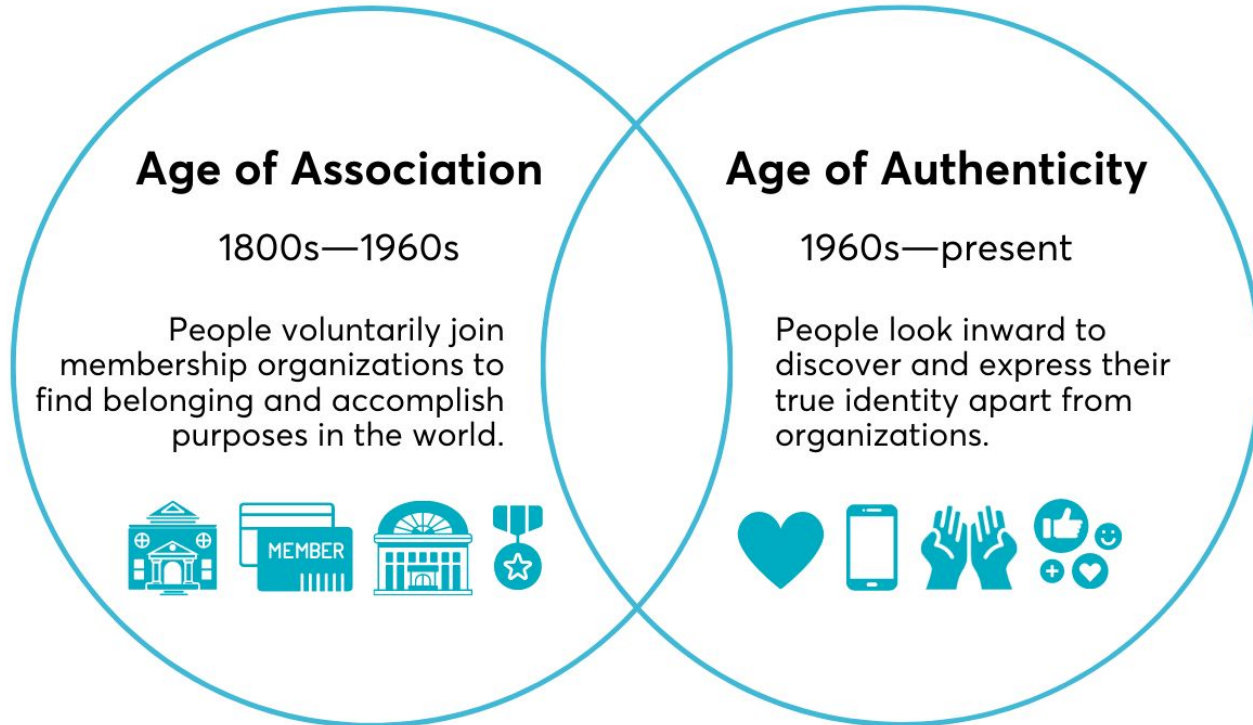 Age of Association
1800s—1960s
People voluntarily join
membership organizations to
find belonging and accomplish
purposes in the world.
MEMBER
Age of Authenticity
1960s—present
People look inward to
discover and express their
true identity apart from
organizations.